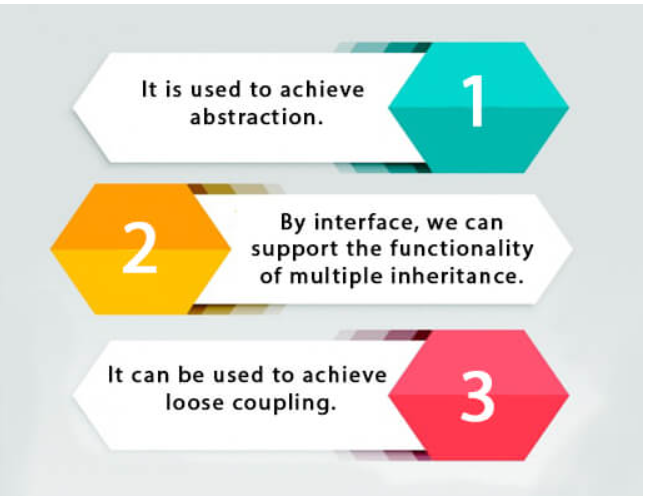 It is used to achieve
abstraction.
1
2
By interface, we can
support the functionality
of multiple inheritance.
It can be used to achieve
loose coupling.
3